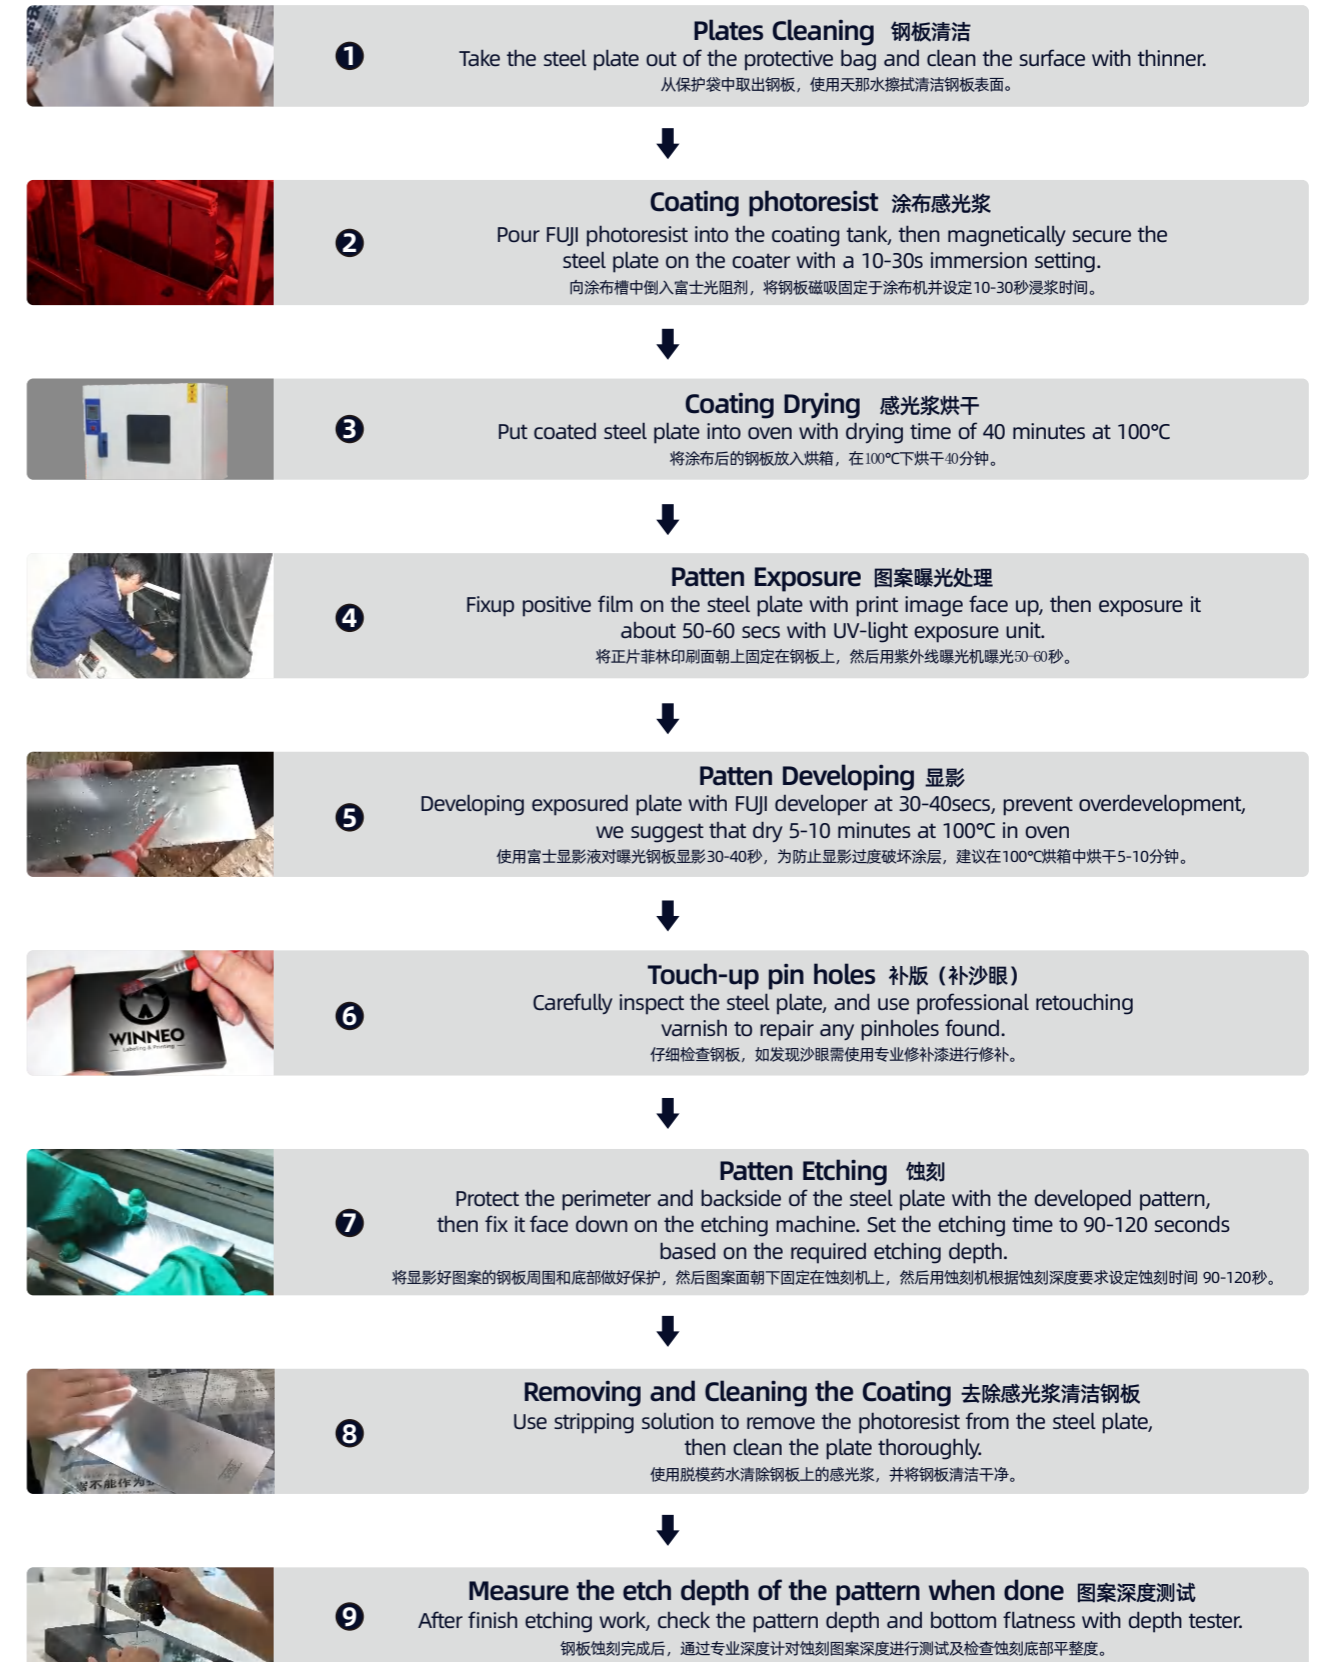 1
Plates Cleaning 钢板清洁
Take the steel plate out of the protective bag and clean the surface with thinner.
从保护袋中取出钢板，使用天那水擦拭清洁钢板表面。
2
Coating photoresist 涂布感光浆
Pour FUJI photoresist into the coating tank, then magnetically secure the
steel plate on the coater with a 10-30s immersion setting.
向涂布槽中倒入富士光阻剂，将钢板磁吸固定于涂布机并设定10-30秒浸浆时间。
3
Coating Drying 感光浆烘干
Put coated steel plate into oven with drying time of 40 minutes at 100℃
将涂布后的钢板放入烘箱，在100℃下烘干40分钟。
4
Patten Exposure 图案曝光处理
Fixup positive film on the steel plate with print image face up, then exposure it
about 50-60 secs with UV-light exposure unit.
将正片菲林印刷面朝上固定在钢板上，然后用紫外线曝光机曝光50-60秒。
5
Patten Developing 显影
Developing exposured plate with FUJI developer at 30-40secs, prevent overdevelopment,
we suggest that dry 5-10 minutes at 100℃ in oven
使用富士显影液对曝光钢板显影30-40秒，为防止显影过度破坏涂层，建议在100℃烘箱中烘干5-10分钟。
WINNEO
Labeling & Printing
6
Touch-up pin holes 补版（补沙眼）
Carefully inspect the steel plate, and use professional retouching
varnish to repair any pinholes found.
仔细检查钢板，如发现沙眼需使用专业修补漆进行修补。
7
Patten Etching 蚀刻
Protect the perimeter and backside of the steel plate with the developed pattern,
then fix it face down on the etching machine. Set the etching time to 90-120 seconds
based on the required etching depth.
将显影好图案的钢板周围和底部做好保护，然后图案面朝下固定在蚀刻机上，然后用蚀刻机根据蚀刻深度要求设定蚀刻时间 90-120秒。
不能作为
8
Removing and Cleaning the Coating 去除感光浆清洁钢板
Use stripping solution to remove the photoresist from the steel plate,
then clean the plate thoroughly.
使用脱模药水清除钢板上的感光浆，并将钢板清洁干净。
9
Measure the etch depth of the pattern when done 图案深度测试
After finish etching work, check the pattern depth and bottom flatness with depth tester.
钢板蚀刻完成后，通过专业深度计对蚀刻图案深度进行测试及检查蚀刻底部平整度。